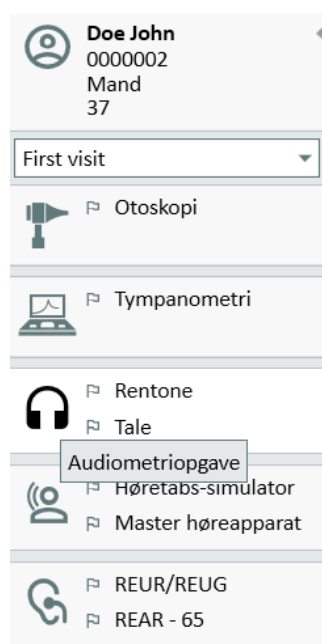 Doe John
0000002
Mand
37
First visit
Otoskopi
Tympanometri
Rentone
Tale
Audiometriopgave
Høretabs-simulator
Master høreapparat
REUR/REUG
REAR - 65